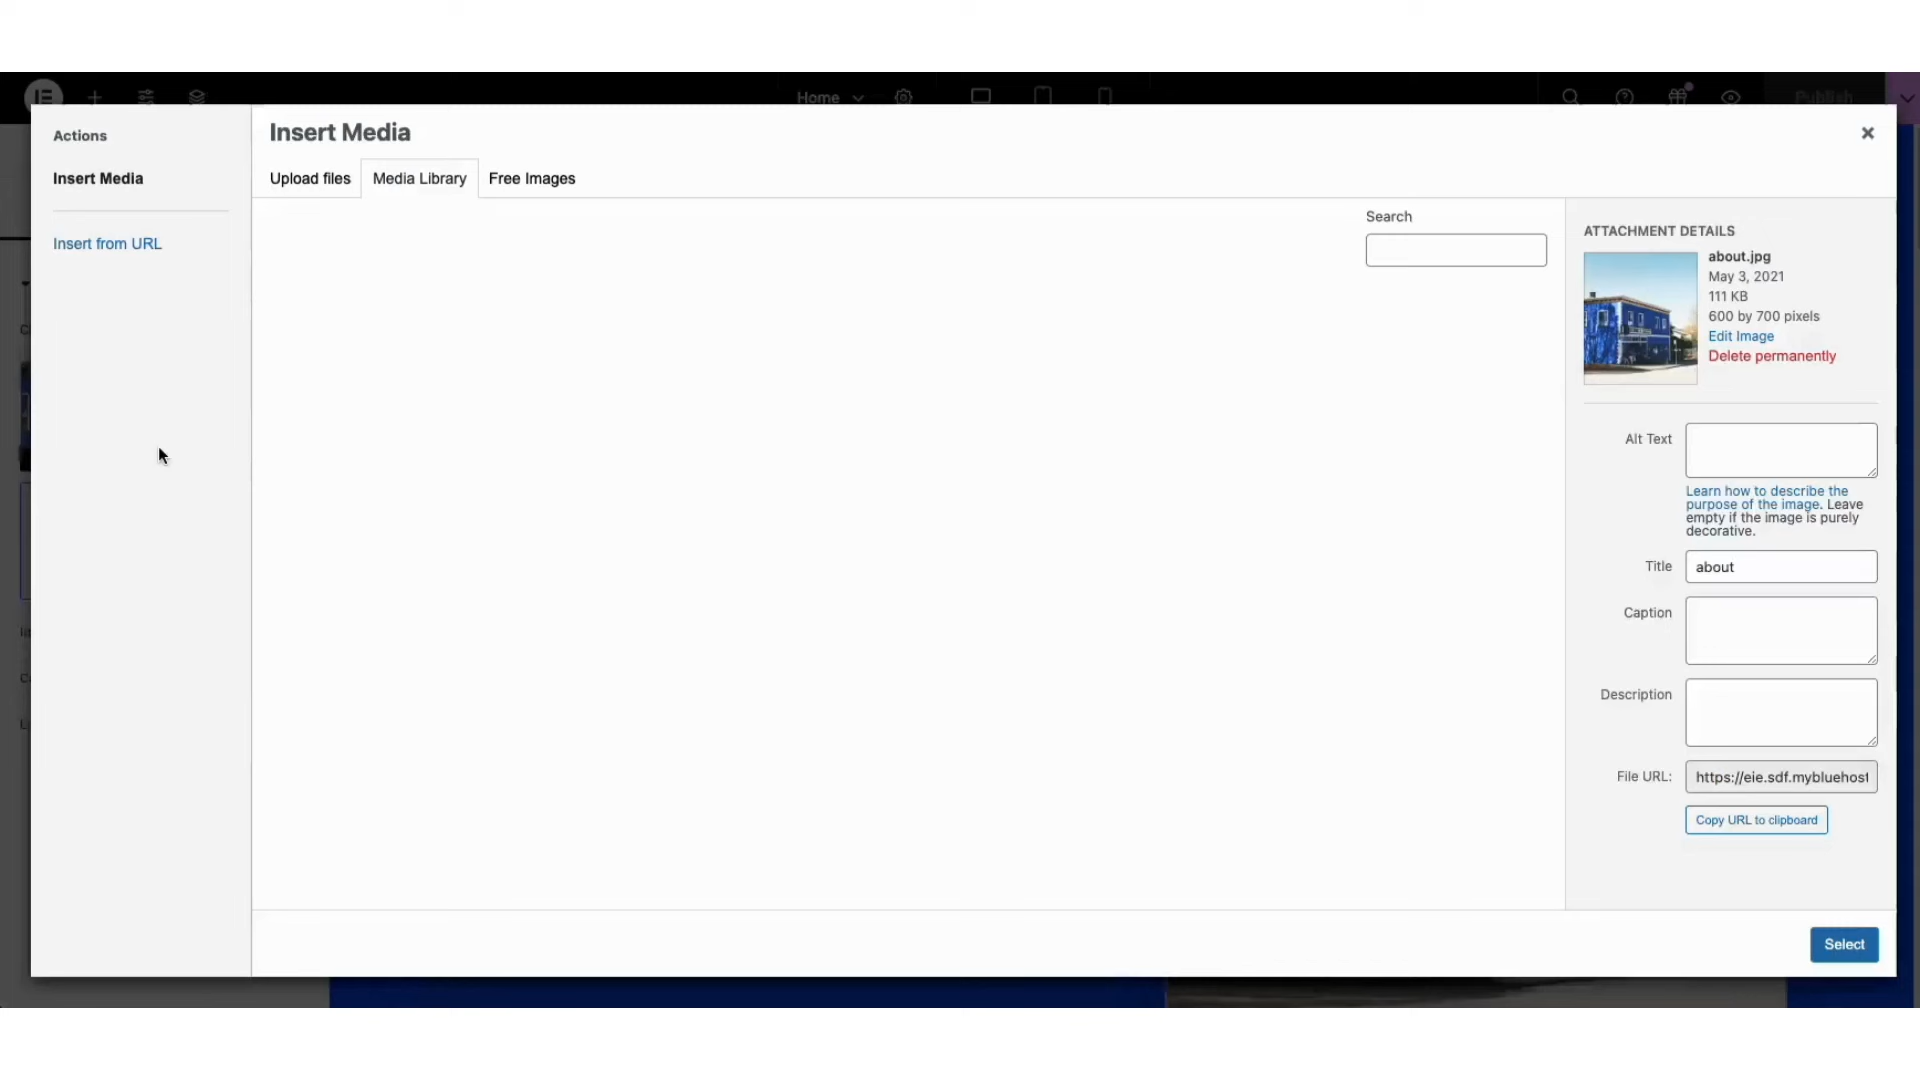 Home
Publish
Actions
Insert Media
Insert from URL
Insert Media
Upload files
Media Library
Free Images
Search
ATTACHMENT DETAILS
about.jpg
May 3, 2021
111 KB
600 by 700 pixels
Edit Image
Delete permanently
Alt Text
Learn how to describe the
purpose of the image. Leave
empty if the image is purely
decorative.
Title
about
Caption
Description
File URL:
https://eie.sdf.mybluehost
Copy URL to clipboard
Select